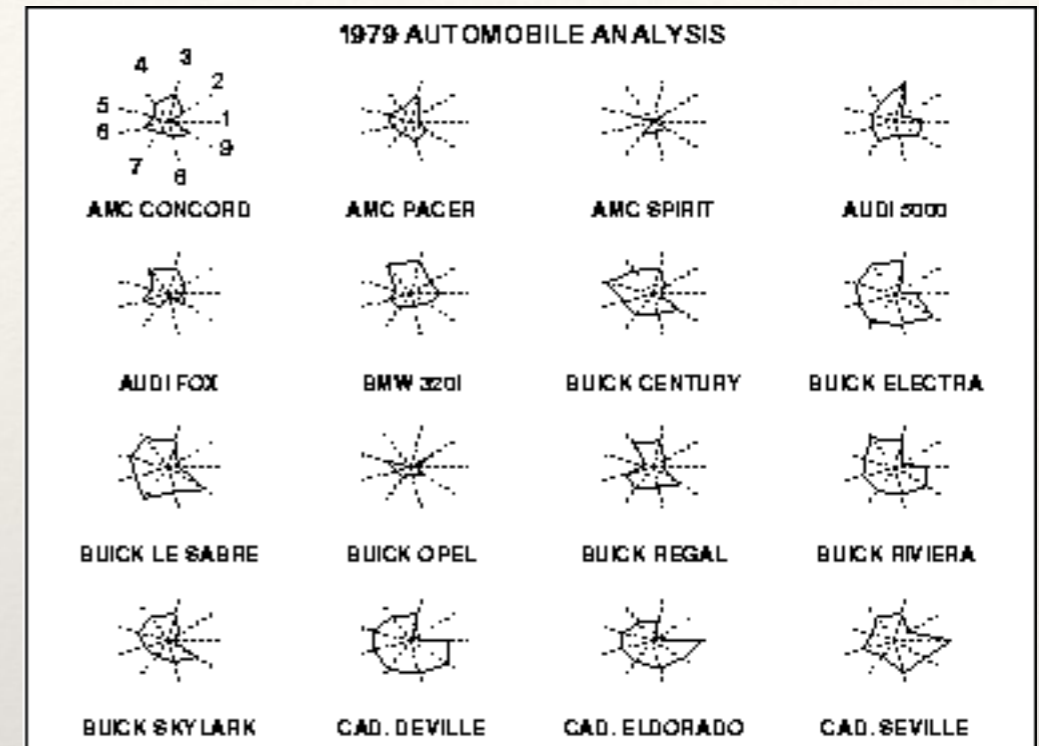 1979 AUTOMOBILE ANALYSIS
3
4
2
5
1
6
9
7
6
AMC CONCORD
AMC PACER
AMC SPIRIT
AUDI 5000
AUDI FOX
BMW 320I
BUICK CENTURY
BUICK ELECTRA
BUICK LE SABRE
BUICK OPEL
BUICK REGAL
BUICK RIVIERA
BUICK SKYLARK
CAD. DEVILLE
CAD. ELDORADO
CAD. SEVILLE